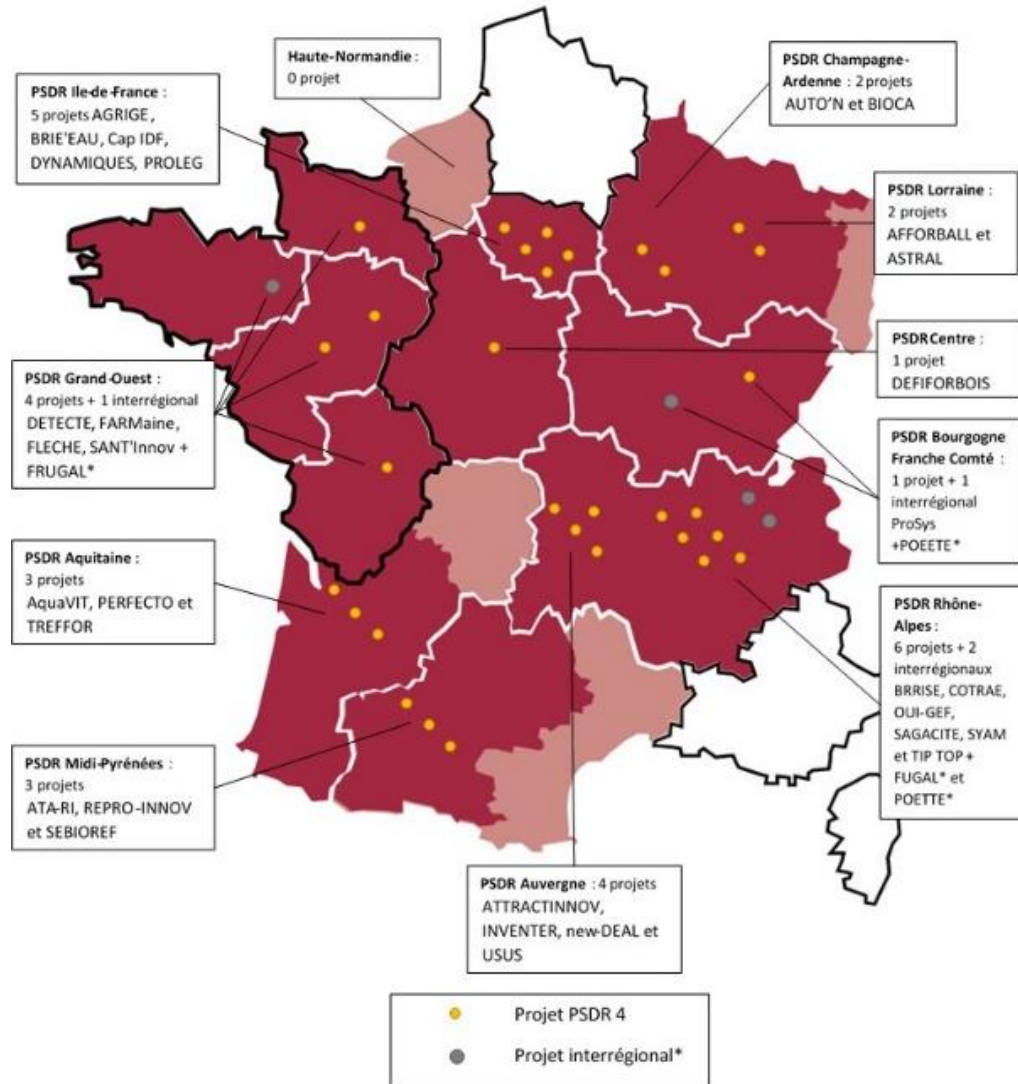 Haute-Normandie :
0 projet
PSDR Champagne-
Ardenne : 2 projets
AUTO'N et BIOCA
PSDR Ile-de-France :
5 projets AGRIGE,
BRIE'EAU, Cap IDF,
DYNAMIQUES, PROLEG
PSDR Lorraine :
2 projets
AFFORBALL et
ASTRAL
PSDR Centre :
1 projet
DEFIFORBOIS
PSDR Grand-Ouest :
4 projets + 1 interrégional
DETECTE, FARMaine,
FLECHE, SANT'Innov +
FRUGAL*
PSDR Bourgogne
Franche Comté :
1 projet + 1
interrégional
ProSys
+POEETE*
PSDR Aquitaine :
3 projets
AquaVIT, PERFECTO et
TREFFOR
PSDR Rhône-
Alpes :
6 projets + 2
interrégionaux
BRRISE, COTRAE,
OUI-GEF,
SAGACITE, SYAM
et TIP TOP +
FUGAL* et
POETTE*
PSDR Midi-Pyrénées :
3 projets
ATA-RI, REPRO-INNOV
et SEBIOREF
PSDR Auvergne : 4 projets
ATTRACTINNOV,
INVENTER, new-DEAL et
USUS
Projet PSDR 4
Projet interrégional*